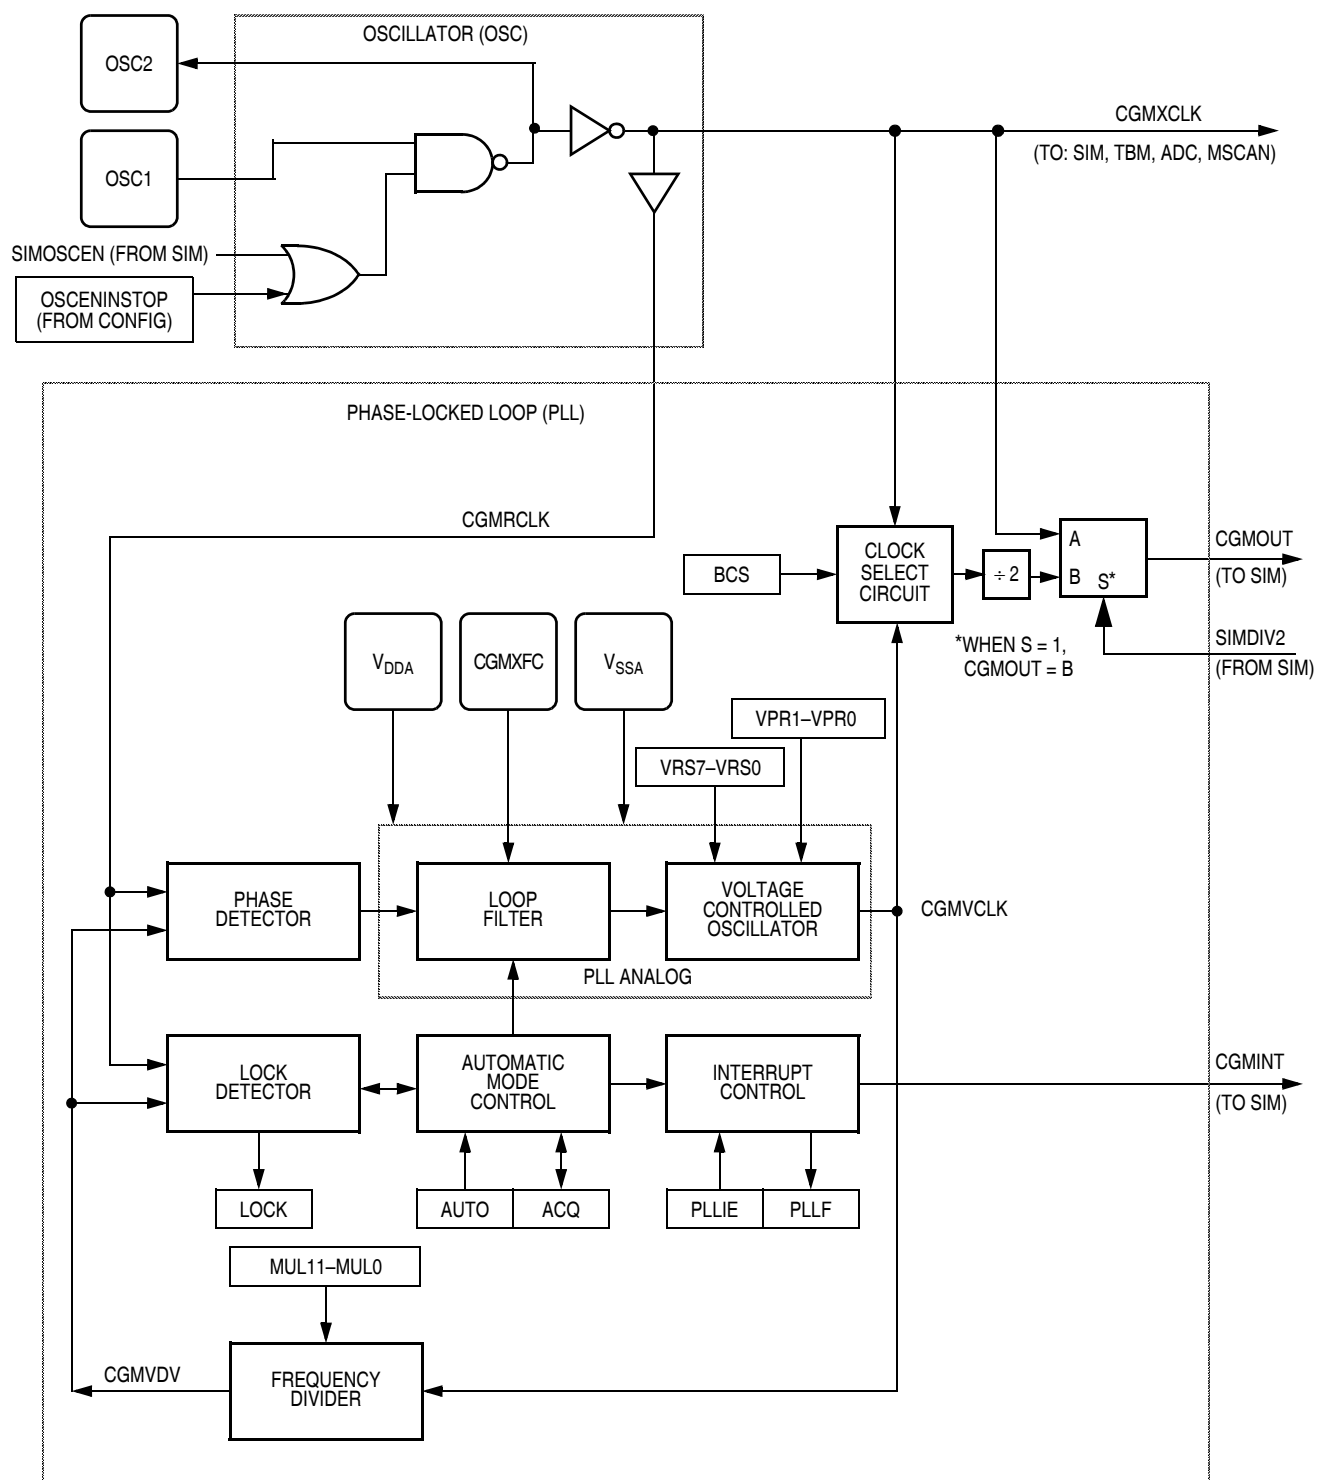 OSCILLATOR (OSC)
OSC2
CGMXCLK
(TO: SIM, TBM, ADC, MSCAN)
OSC1
SIMOSCEN (FROM SIM)
OSCENINSTOP
(FROM CONFIG)
PHASE-LOCKED LOOP (PLL)
CGMRCLK
BCS
CLOCK
SELECT
CIRCUIT
÷ 2
A
B S*
CGMOUT
(TO SIM)
*WHEN S = 1,
CGMOUT = B
SIMDIV2
(FROM SIM)
VDDA
CGMXFC
VSSA
VPR1–VPR0
VRS7–VRS0
PHASE
DETECTOR
LOOP
FILTER
VOLTAGE
CONTROLLED
OSCILLATOR
CGMVCLK
PLL ANALOG
LOCK
DETECTOR
AUTOMATIC
MODE
CONTROL
INTERRUPT
CONTROL
CGMINT
(TO SIM)
LOCK
AUTO
ACQ
PLLIE
PLLF
MUL11–MUL0
CGMVDV
FREQUENCY
DIVIDER